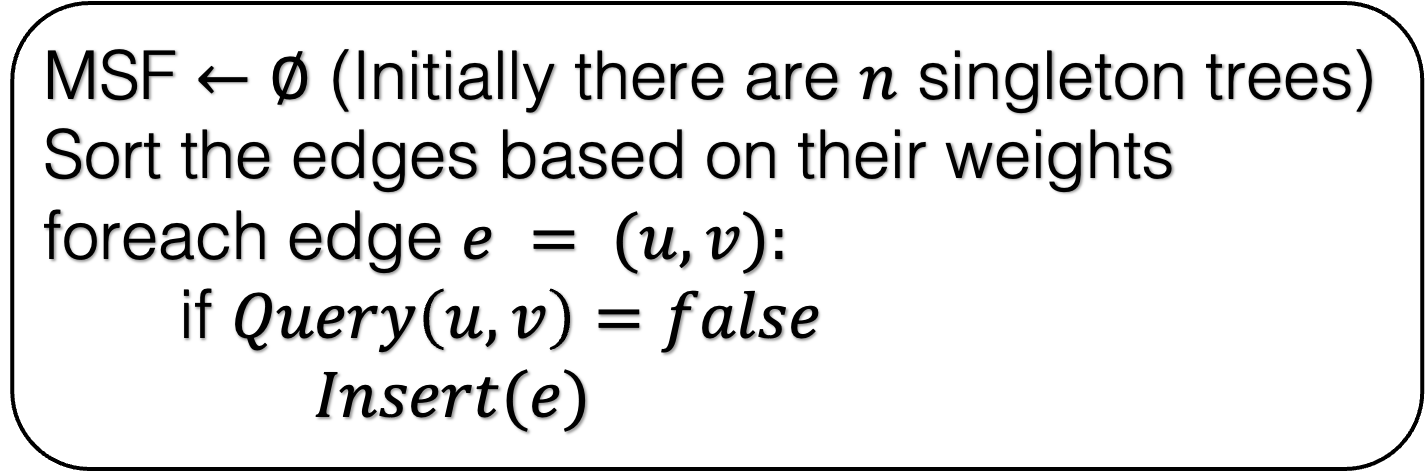 MSF ← ∅ (Initially there are n singleton trees)
Sort the edges based on their weights
foreach edge e = (u, v):
if Query(u, v) = false
Insert(e)